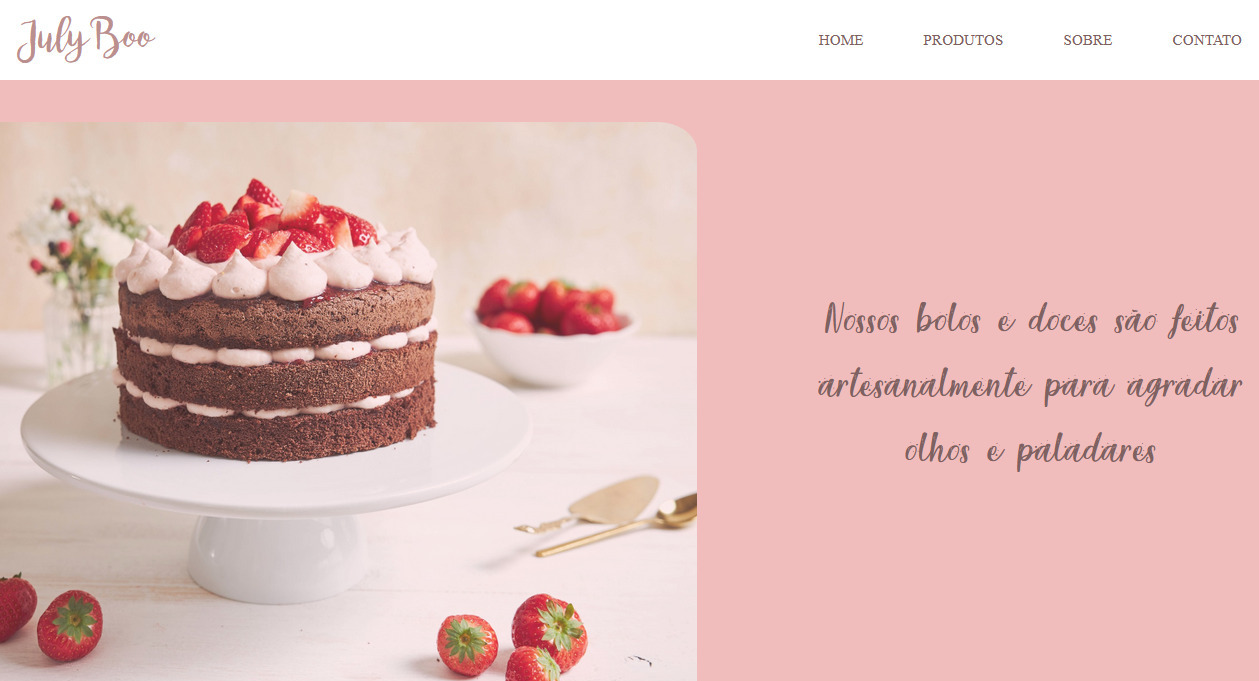 July Boo
HOME PRODUTOS SOBRE CONTATO
Nossos bolos e doces são feitos
artesanalmente para agradar
olhos e paladares